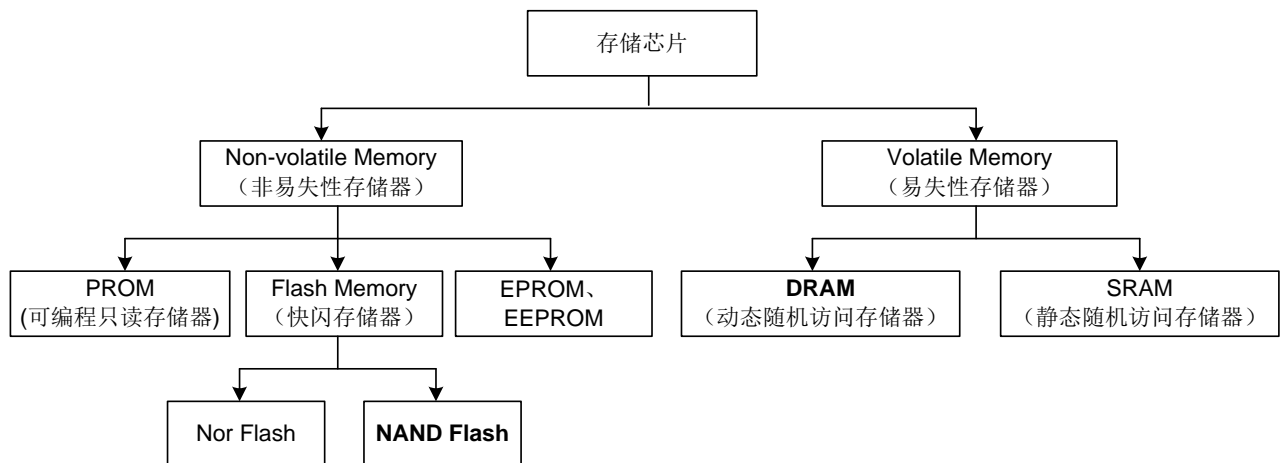 存储芯片
Non-volatile Memory
（非易失性存储器）
Volatile Memory
（易失性存储器）
PROM
(可编程只读存储器)
Flash Memory
（快闪存储器）
EPROM、
EEPROM
DRAM
（动态随机访问存储器）
SRAM
（静态随机访问存储器）
Nor Flash
NAND Flash